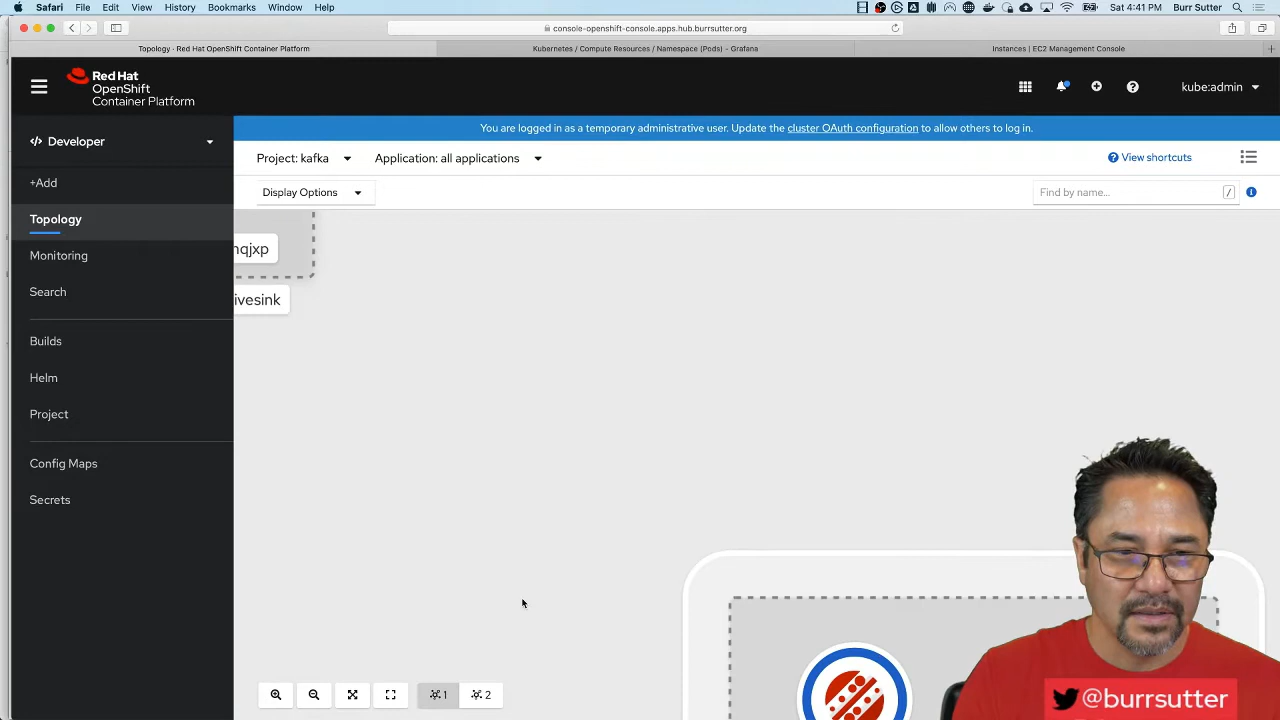 Safari File Edit View History Bookmarks Window Help
Sat 4:41 PM Burr Sutter
console-openshift-console.apps.hub.burrsutter.org
Topology · Red Hat OpenShift Container Platform
Kubernetes / Compute Resources / Namespace (Pods) - Grafana
Instances | EC2 Management Console
Red Hat
OpenShift
Container Platform
kube:admin
Developer
You are logged in as a temporary administrative user. Update the cluster OAuth configuration to allow others to log in.
Project: kafka
Application: all applications
View shortcuts
+Add
Display Options
Find by name...
/
Topology
Monitoring
Search
Builds
Helm
Project
Config Maps
Secrets
nqjxp
ivesink
1
2
@burrsutter